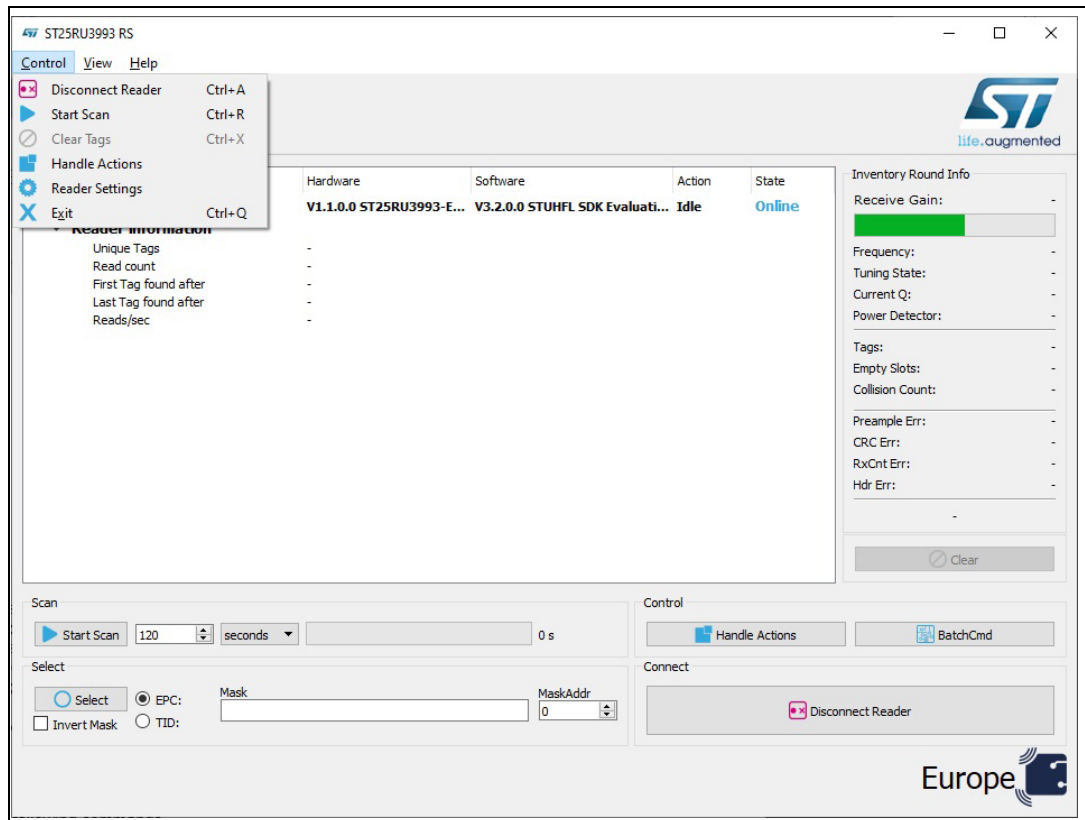 ST25RU3993 RS
Control View Help
Disconnect Reader Ctrl+A
Start Scan Ctrl+R
Clear Tags Ctrl+X
Handle Actions
Reader Settings
Exit Ctrl+Q
ST
life.augmented
Hardware Software Action State
V1.1.0.0 ST25RU3993-E... V3.2.0.0 STUHFL SDK Evaluati... Idle Online
Reader Information
Unique Tags -
Read count -
First Tag found after -
Last Tag found after -
Reads/sec -
Inventory Round Info
Receive Gain: -
Frequency: -
Tuning State: -
Current Q: -
Power Detector: -
Tags: -
Empty Slots: -
Collision Count: -
Preample Err: -
CRC Err: -
RxCnt Err: -
Hdr Err: -
-
Clear
Scan
Start Scan 120 seconds 0 s
Control
Handle Actions BatchCmd
Select
Select EPC: Mask MaskAddr
0
Invert Mask TID:
Connect
Disconnect Reader
Europe